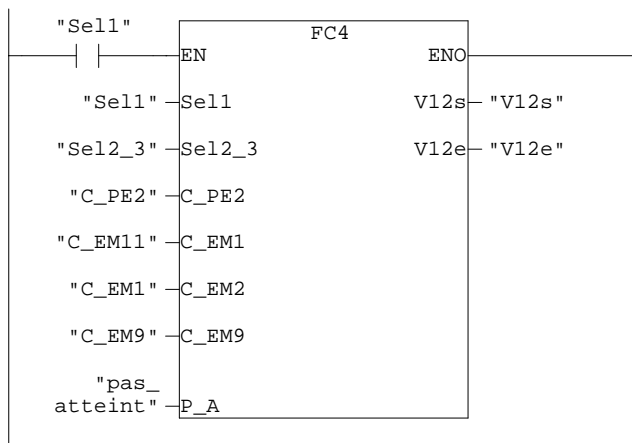 "Sel1"
FC4
EN ENO
"Sel1" Sel1 V12s "V12s"
"Sel2_3" Sel2_3 V12e "V12e"
"C_PE2" C_PE2
"C_EM11" C_EM1
"C_EM1" C_EM2
"C_EM9" C_EM9
"pas_
atteint" P_A